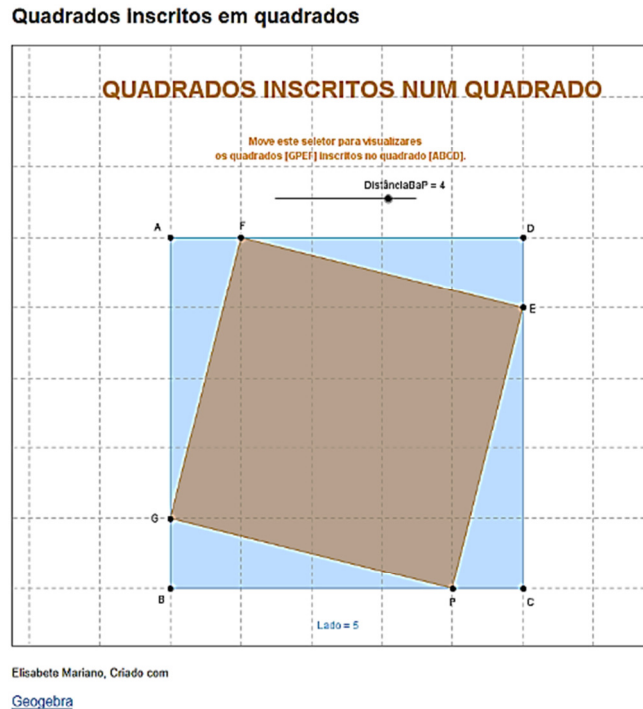 Quadrados Inscritos em quadrados
QUADRADOS INSCRITOS NUM QUADRADO
Move este seletor para visualizares
os quadrados [GPEF] inscritos no quadrado [ABCD].
DistânciaBaP = 4
A
F
D
E
G
B
P
C
Lado = 5
Elisabete Mariano, Criado com
Geogebra